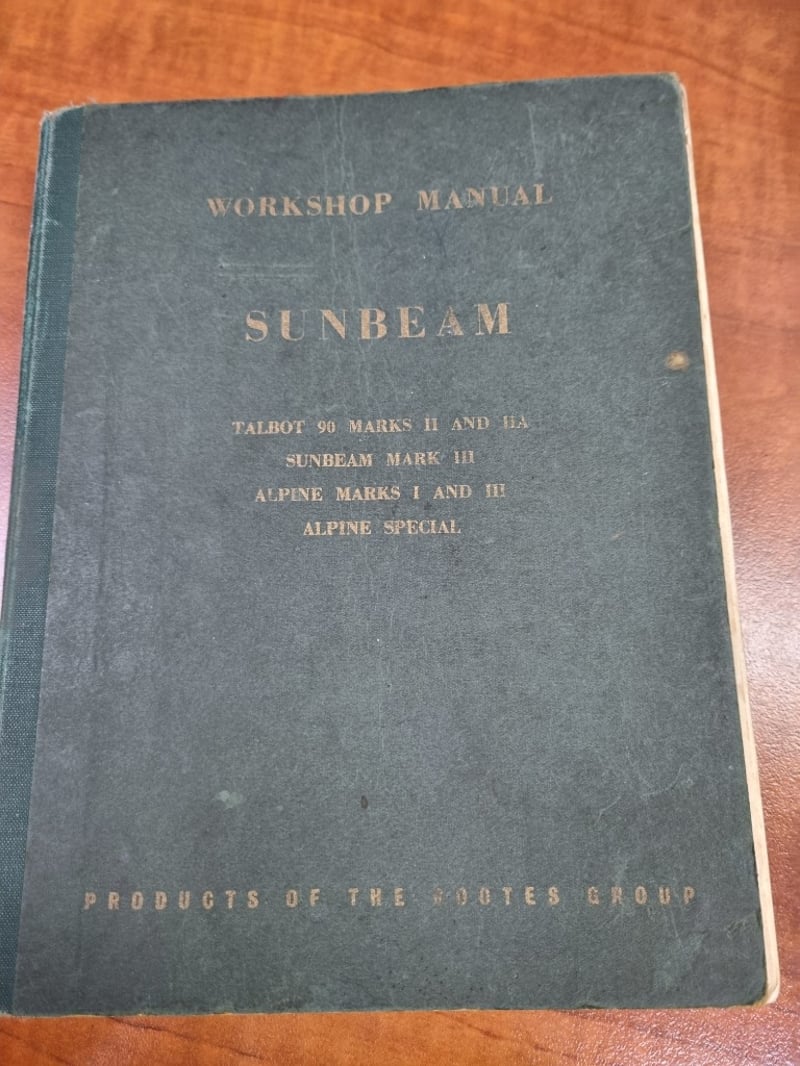 WORKSHOP MANUAL
SUNBEAM
TALBOT 90 MARKS II AND IIA
SUNBEAM MARK III
ALPINE MARKS I AND III
ALPINE SPECIAL
PRODUCTS OF THE ROOTES GROUP